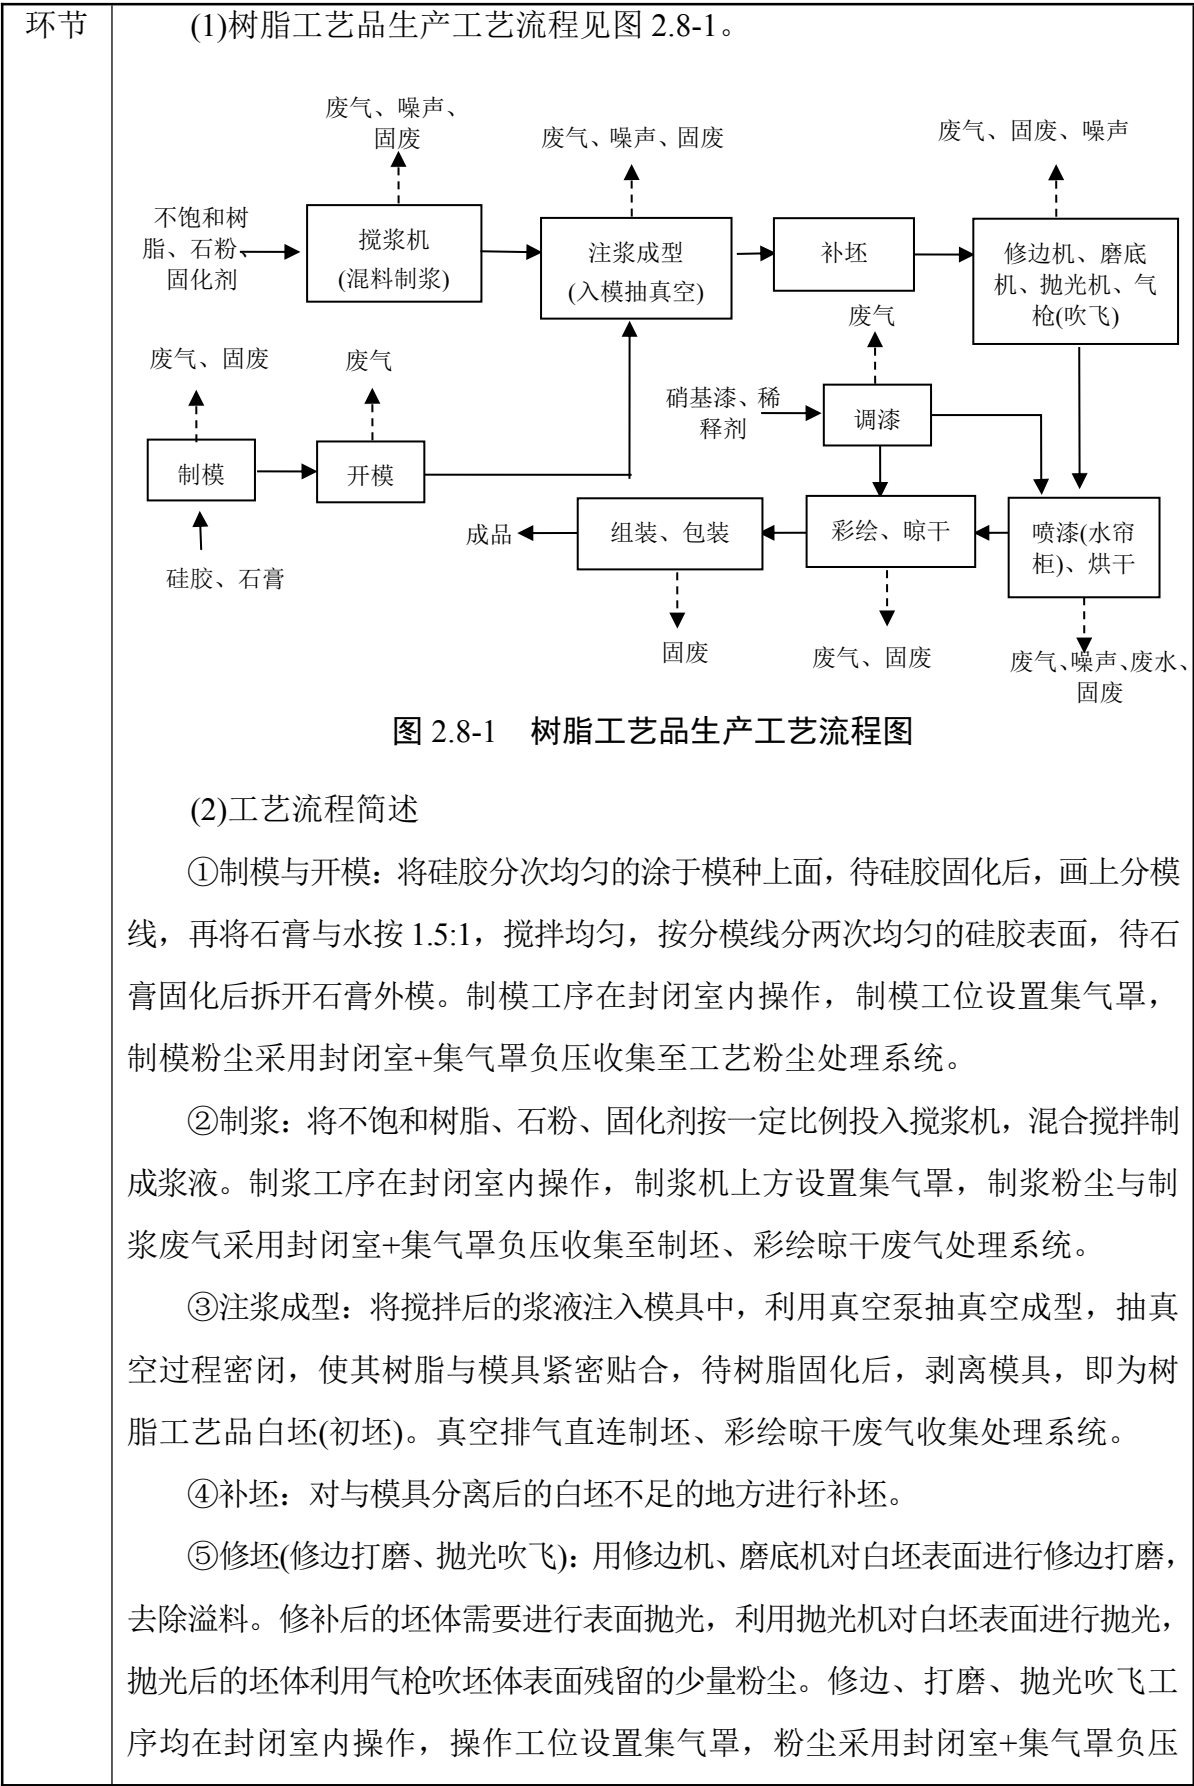 环节
(1)树脂工艺品生产工艺流程见图 2.8-1。
废气、噪声、
固废
废气、噪声、固废
废气、固废、噪声
不饱和树
脂、石粉、
固化剂
搅浆机
(混料制浆)
注浆成型
(入模抽真空)
补坯
修边机、磨底
机、抛光机、气
枪(吹飞)
废气、固废
废气
废气
硝基漆、稀
释剂
调漆
制模
开模
硅胶、石膏
成品
组装、包装
彩绘、晾干
喷漆(水帘
柜)、烘干
固废
废气、固废
废气、噪声、废水、
固废
图 2.8-1 树脂工艺品生产工艺流程图
(2)工艺流程简述
①制模与开模：将硅胶分次均匀的涂于模种上面，待硅胶固化后，画上分模
线，再将石膏与水按 1.5:1，搅拌均匀，按分模线分两次均匀的硅胶表面，待石
膏固化后拆开石膏外模。制模工序在封闭室内操作，制模工位设置集气罩，
制模粉尘采用封闭室+集气罩负压收集至工艺粉尘处理系统。
②制浆：将不饱和树脂、石粉、固化剂按一定比例投入搅浆机，混合搅拌制
成浆液。制浆工序在封闭室内操作，制浆机上方设置集气罩，制浆粉尘与制
浆废气采用封闭室+集气罩负压收集至制坯、彩绘晾干废气处理系统。
③注浆成型：将搅拌后的浆液注入模具中，利用真空泵抽真空成型，抽真
空过程密闭，使其树脂与模具紧密贴合，待树脂固化后，剥离模具，即为树
脂工艺品白坯(初坯)。真空排气直连制坯、彩绘晾干废气收集处理系统。
④补坯：对与模具分离后的白坯不足的地方进行补坯。
⑤修坯(修边打磨、抛光吹飞)：用修边机、磨底机对白坯表面进行修边打磨，
去除溢料。修补后的坯体需要进行表面抛光，利用抛光机对白坯表面进行抛光，
抛光后的坯体利用气枪吹坯体表面残留的少量粉尘。修边、打磨、抛光吹飞工
序均在封闭室内操作，操作工位设置集气罩，粉尘采用封闭室+集气罩负压